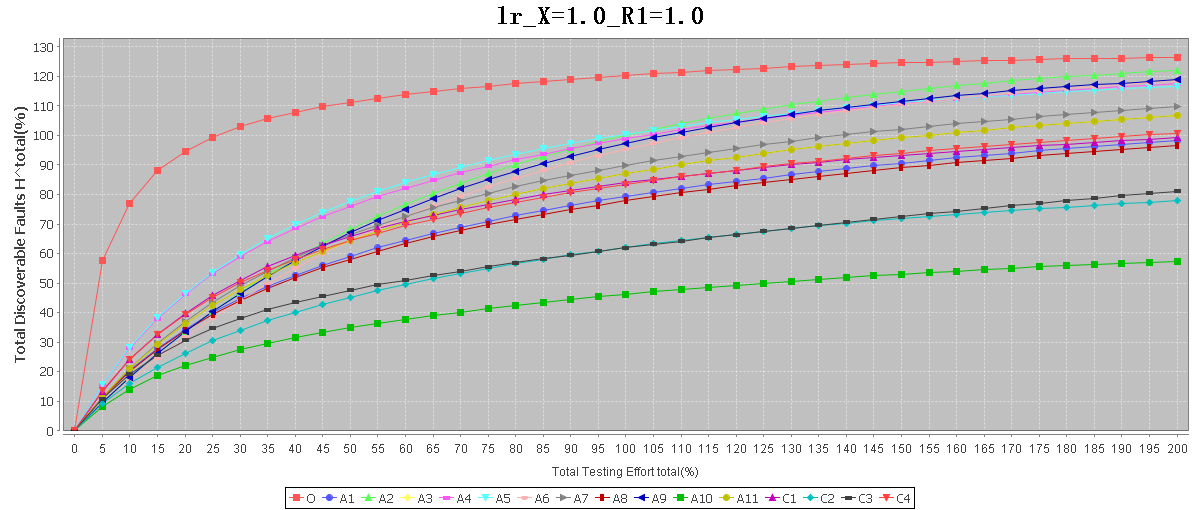 lr_X=1.0_R1=1.0
Total Discoverable Faults H^total(%)
130
120
110
100
90
80
70
60
50
40
30
20
10
0
0 5 10 15 20 25 30 35 40 45 50 55 60 65 70 75 80 85 90 95 100 105 110 115 120 125 130 135 140 145 150 155 160 165 170 175 180 185 190 195 200
Total Testing Effort total(%)
O A1 A2 A3 A4 A5 A6 A7 A8 A9 A10 A11 C1 C2 C3 C4